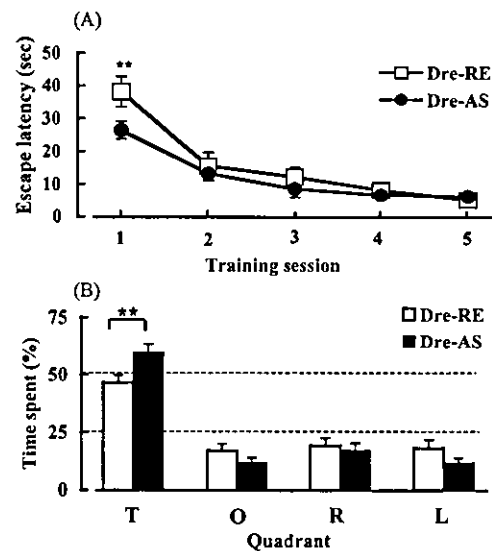 (A)
Escape latency (sec)
50
40
30
20
10
0
**
Dre-RE
Dre-AS
1 2 3 4 5
Training session
(B)
Time spent (%)
75
50
25
0
**
Dre-RE
Dre-AS
T O R L
Quadrant